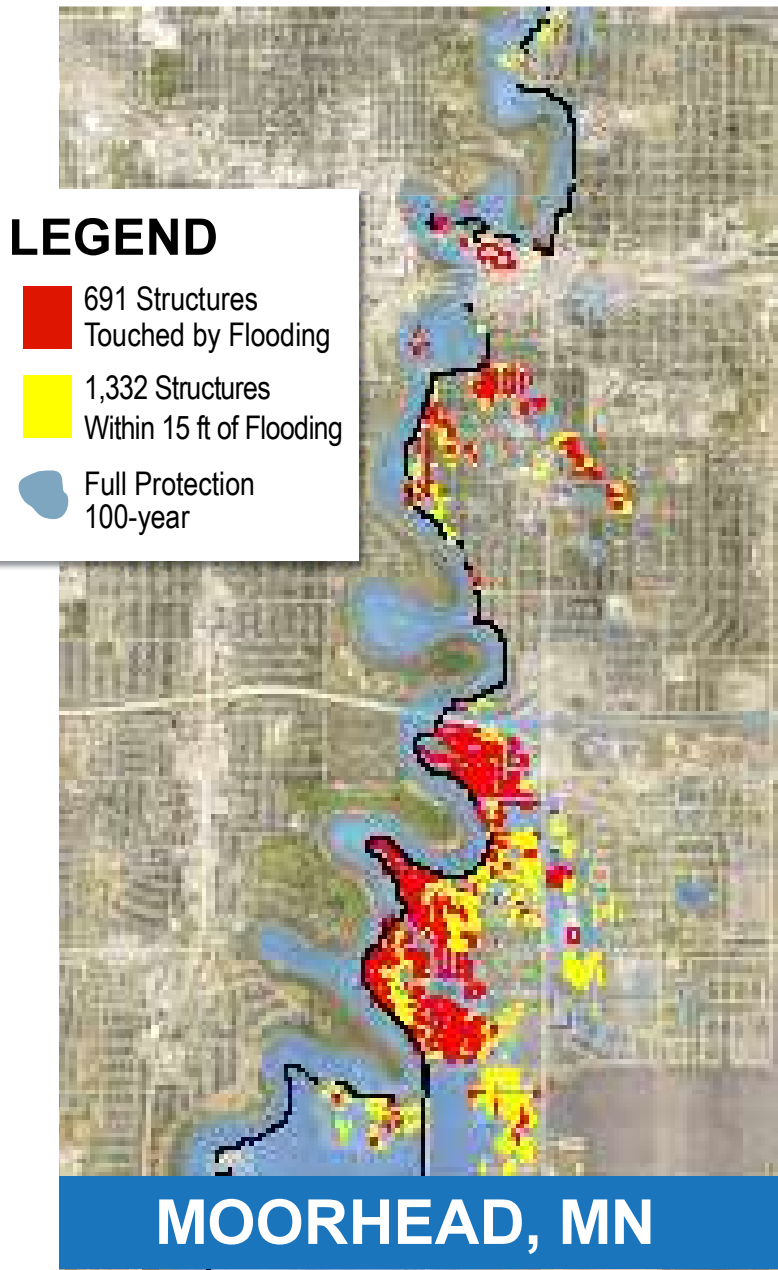 LEGEND
691 Structures
Touched by Flooding
1,332 Structures
Within 15 ft of Flooding
Full Protection
100-year
MOORHEAD, MN